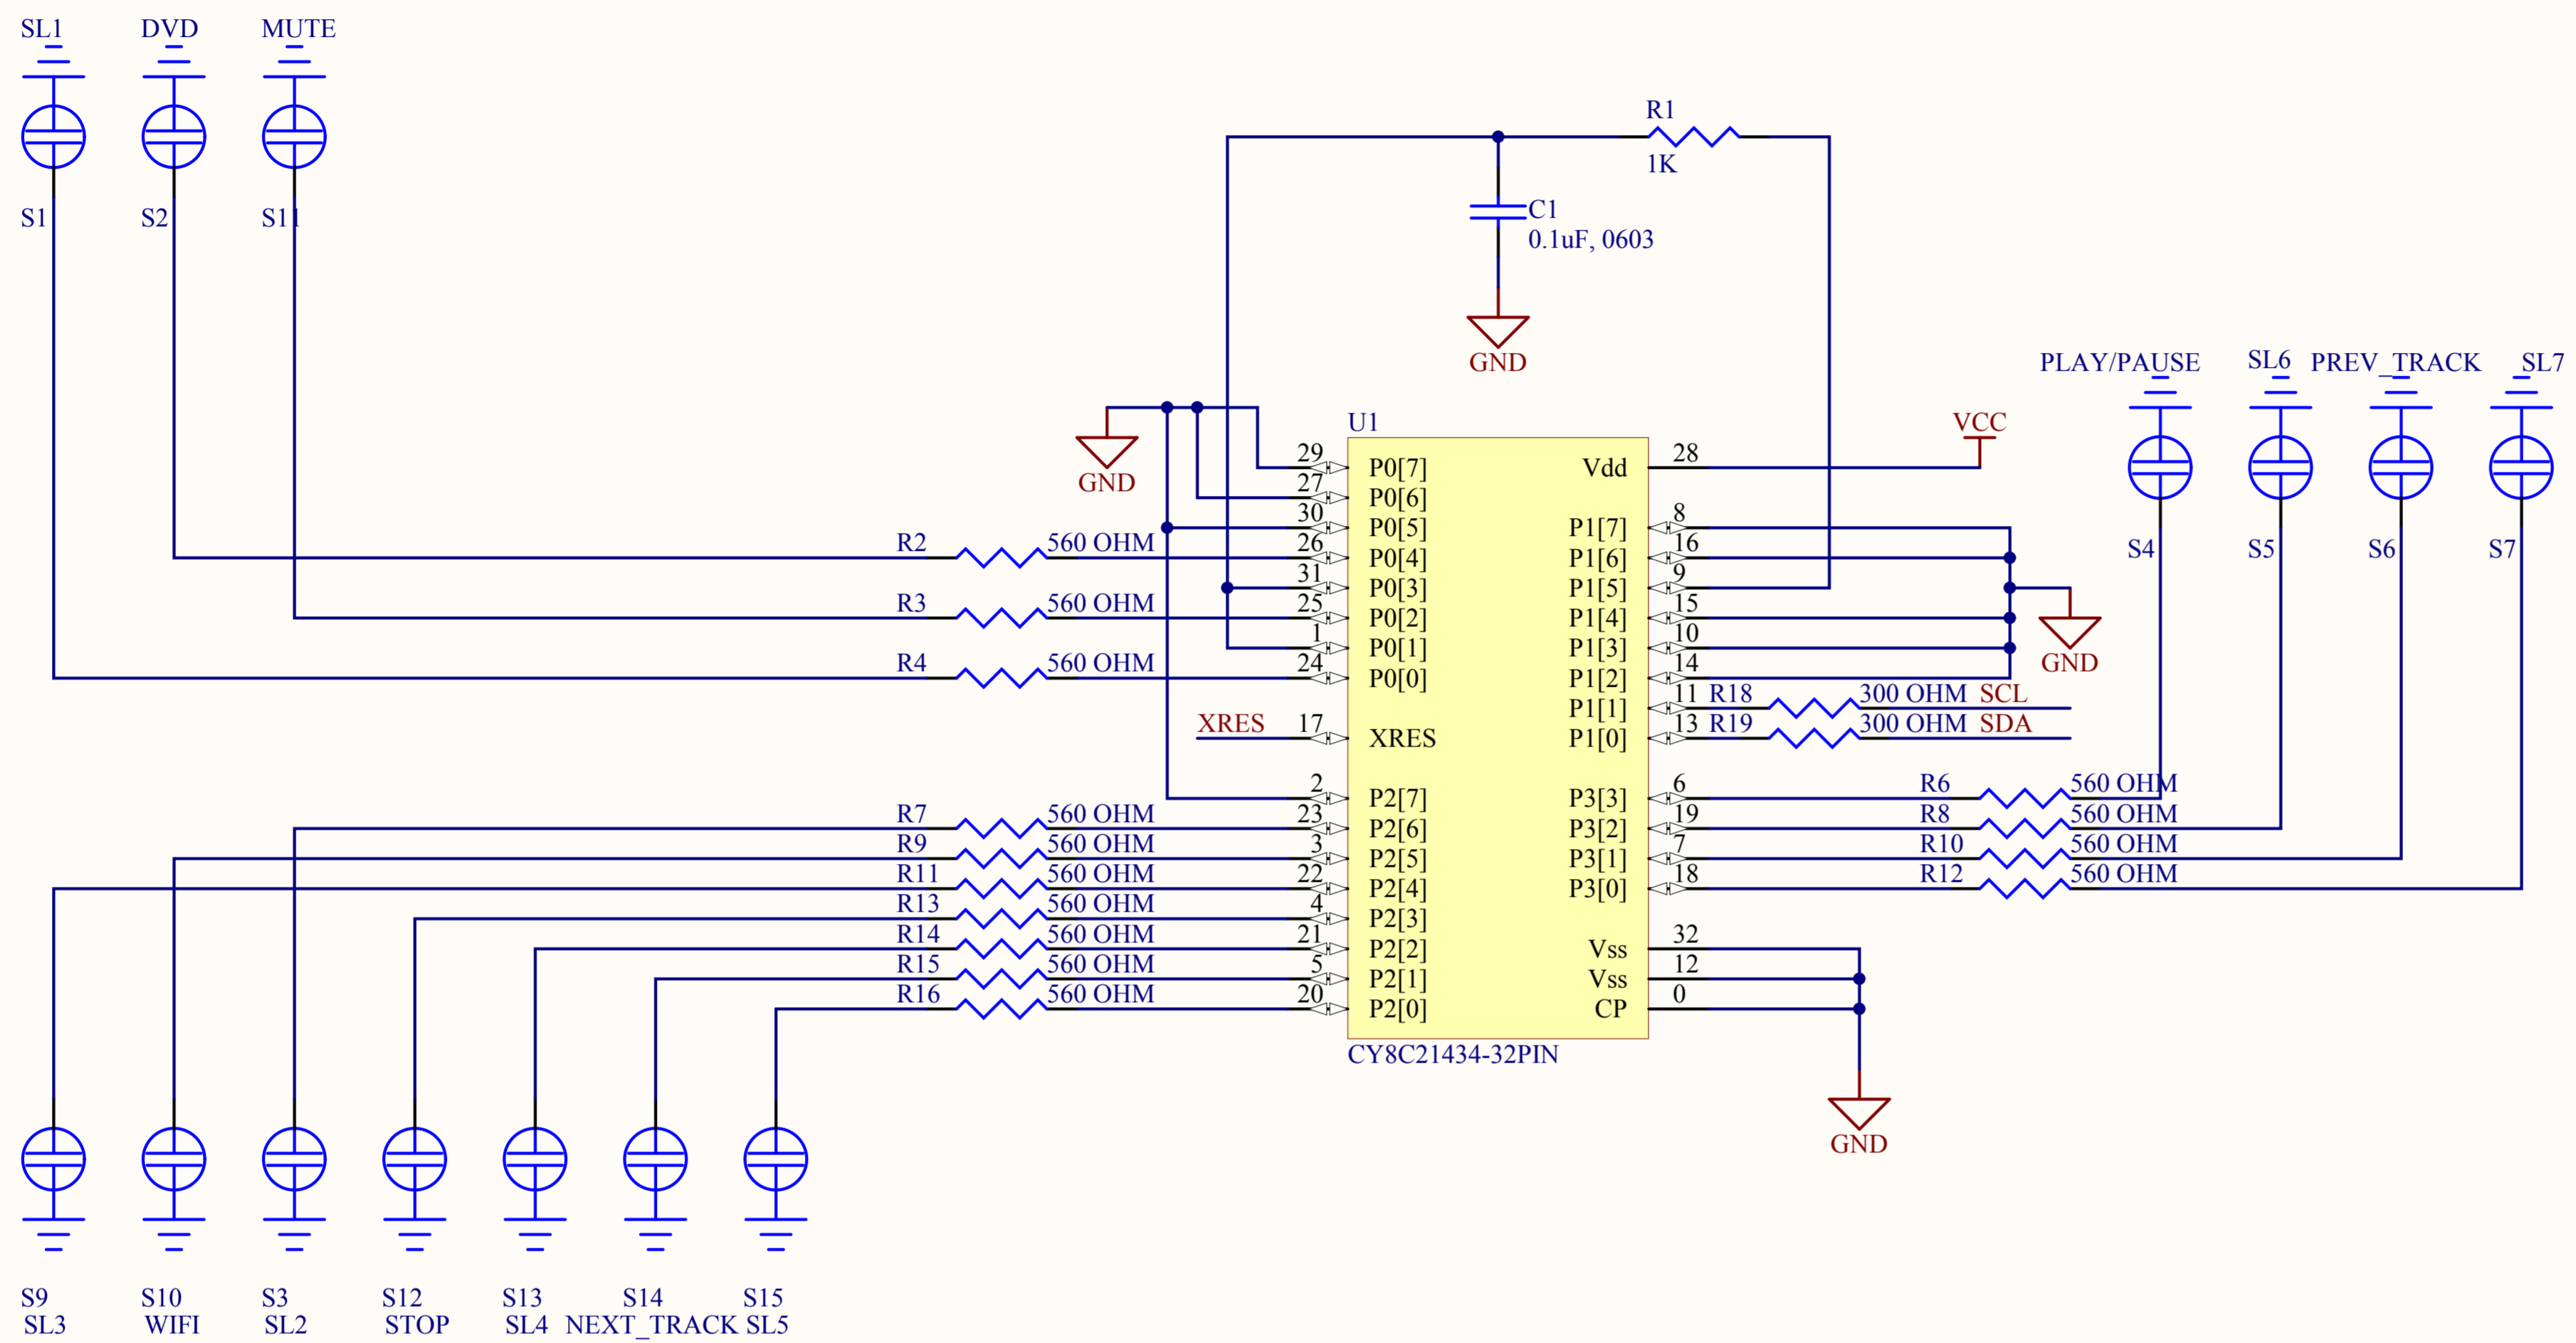 SL1 DVD MUTE
S1 S2 S11
R1
1K
C1
0.1uF, 0603
GND
GND
PLAY/PAUSE SL6 PREV_TRACK SL7
S4 S5 S6 S7
VCC
U1
29 P0[7] Vdd 28
27 P0[6]
30 P0[5] P1[7] 8
R2 560 OHM 26 P0[4] P1[6] 16
31 P0[3] P1[5] 9
R3 560 OHM 25 P0[2] P1[4] 15
1 P0[1] P1[3] 10
R4 560 OHM 24 P0[0] P1[2] 14
GND
P1[1] 11 R18 300 OHM SCL
XRES 17 XRES P1[0] 13 R19 300 OHM SDA
2 P2[7] P3[3] 6 R6 560 OHM
R7 560 OHM 23 P2[6] P3[2] 19 R8 560 OHM
R9 560 OHM 3 P2[5] P3[1] 7 R10 560 OHM
R11 560 OHM 22 P2[4] P3[0] 18 R12 560 OHM
R13 560 OHM 4 P2[3]
R14 560 OHM 21 P2[2] Vss 32
R15 560 OHM 5 P2[1] Vss 12
R16 560 OHM 20 P2[0] CP 0
CY8C21434-32PIN
GND
S9 S10 S3 S12 S13 S14 S15
SL3 WIFI SL2 STOP SL4 NEXT_TRACK SL5